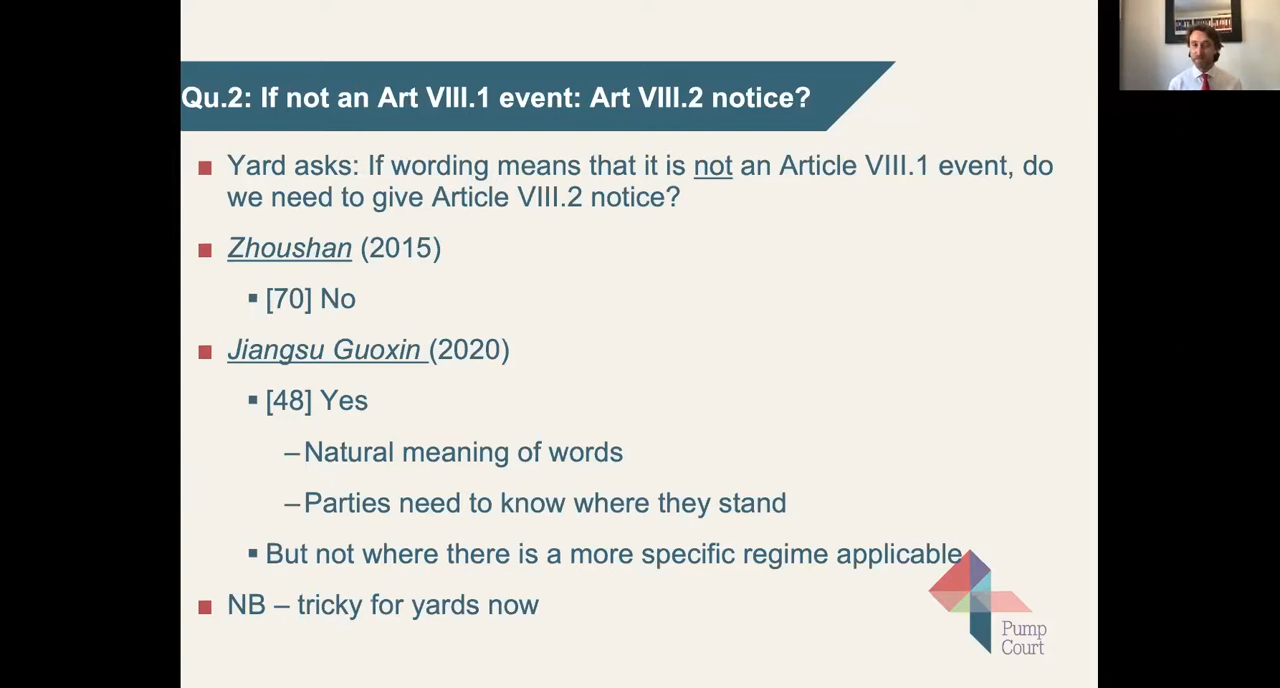 Qu.2: If not an Art VIII.1 event: Art VIII.2 notice?
■ Yard asks: If wording means that it is not an Article VIII.1 event, do
we need to give Article VIII.2 notice?
■ Zhoushan (2015)
▪ [70] No
■ Jiangsu Guoxin (2020)
▪ [48] Yes
–Natural meaning of words
–Parties need to know where they stand
▪ But not where there is a more specific regime applicable
■ NB – tricky for yards now
Pump
Court